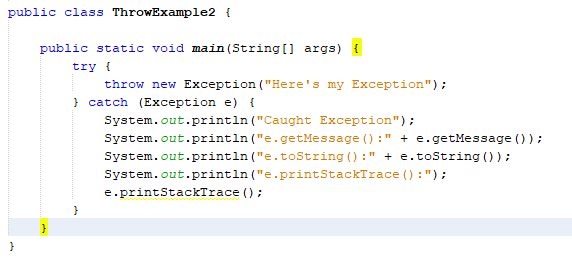 public class ThrowExample2 {
public static void main(String[] args) {
try {
throw new Exception("Here's my Exception");
} catch (Exception e) {
System.out.println("Caught Exception");
System.out.println("e.getMessage():" + e.getMessage());
System.out.println("e.toString():" + e.toString());
System.out.println("e.printStackTrace():");
e.printStackTrace();
}
}
}